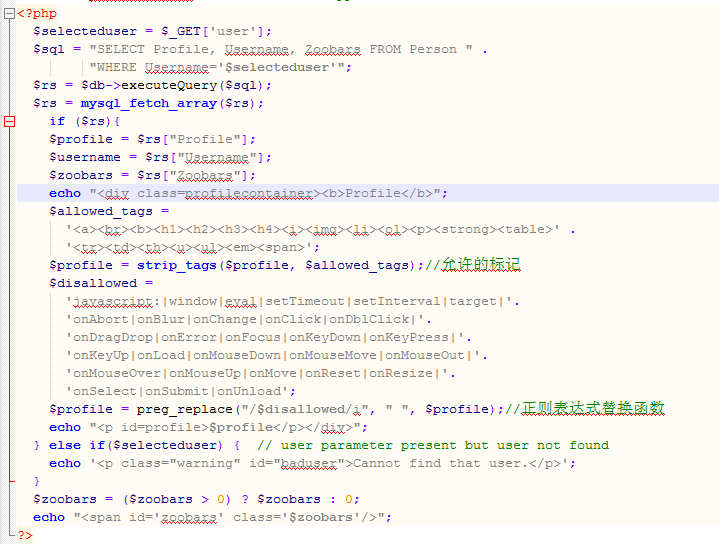 <?php
$selecteduser = $_GET['user'];
$sql = "SELECT Profile, Username, Zoobars FROM Person " .
"WHERE Username='$selecteduser'";
$rs = $db->executeQuery($sql);
$rs = mysql_fetch_array($rs);
if ($rs){
$profile = $rs["Profile"];
$username = $rs["Username"];
$zoobars = $rs["Zoobars"];
echo "<div class=profilecontainer><b>Profile</b>";
$allowed_tags =
'<a><br><b><h1><h2><h3><h4><i><img><li><ol><p><strong><table>' .
'<tr><td><th><u><ul><em><span>';
$profile = strip_tags($profile, $allowed_tags);//允许的标记
$disallowed =
'javascript:|window|eval|setTimeout|setInterval|target|'.
'onAbort|onBlur|onChange|onClick|onDblClick|'.
'onDragDrop|onError|onFocus|onKeyDown|onKeyPress|'.
'onKeyUp|onLoad|onMouseDown|onMouseMove|onMouseOut|'.
'onMouseOver|onMouseUp|onMove|onReset|onResize|'.
'onSelect|onSubmit|onUnload';
$profile = preg_replace("/$disallowed/i", " ", $profile);//正则表达式替换函数
echo "<p id=profile>$profile</p></div>";
} else if($selecteduser) {  // user parameter present but user not found
echo '<p class="warning" id="baduser">Cannot find that user.</p>';
}
$zoobars = ($zoobars > 0) ? $zoobars : 0;
echo "<span id='zoobars' class='$zoobars'/>";
?>